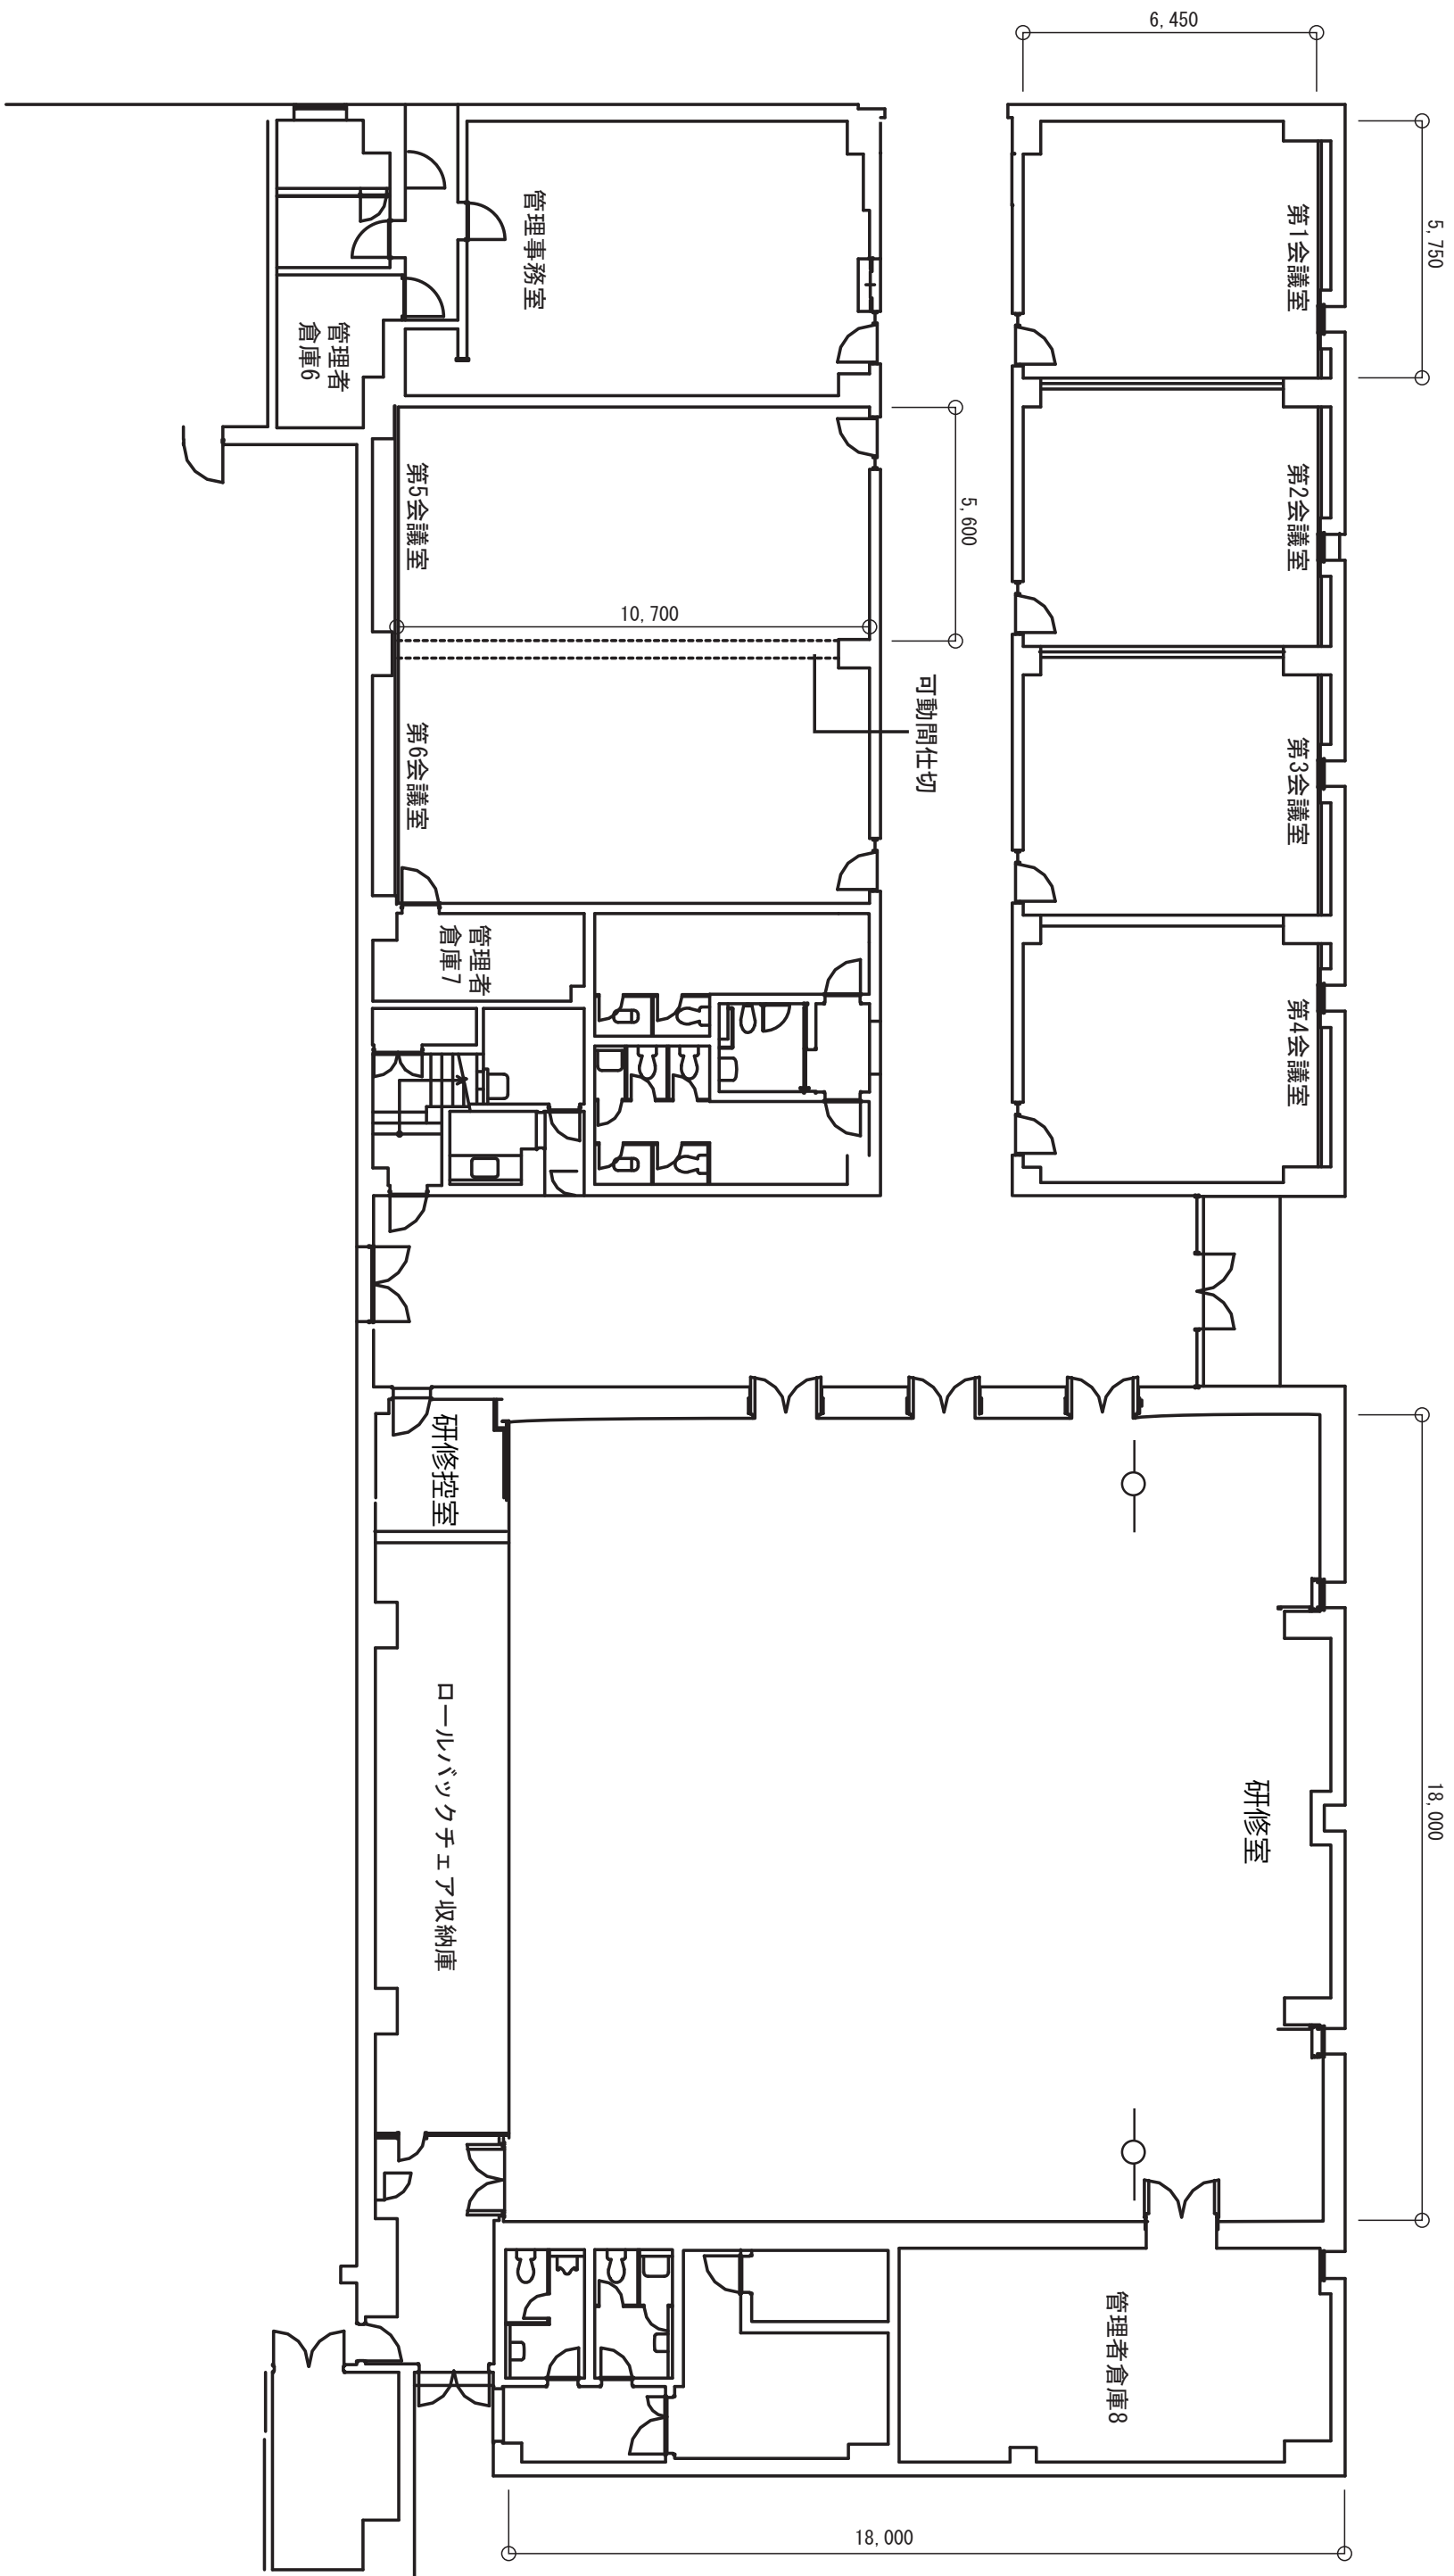 6,450
5,750
第1会議室
管理事務室
管理者
倉庫6
第2会議室
第5会議室
5,600
10,700
可動間仕切
第3会議室
第6会議室
管理者
倉庫7
第4会議室
研修控室
18,000
研修室
ロールバックチェア収納庫
管理者倉庫8
18,000